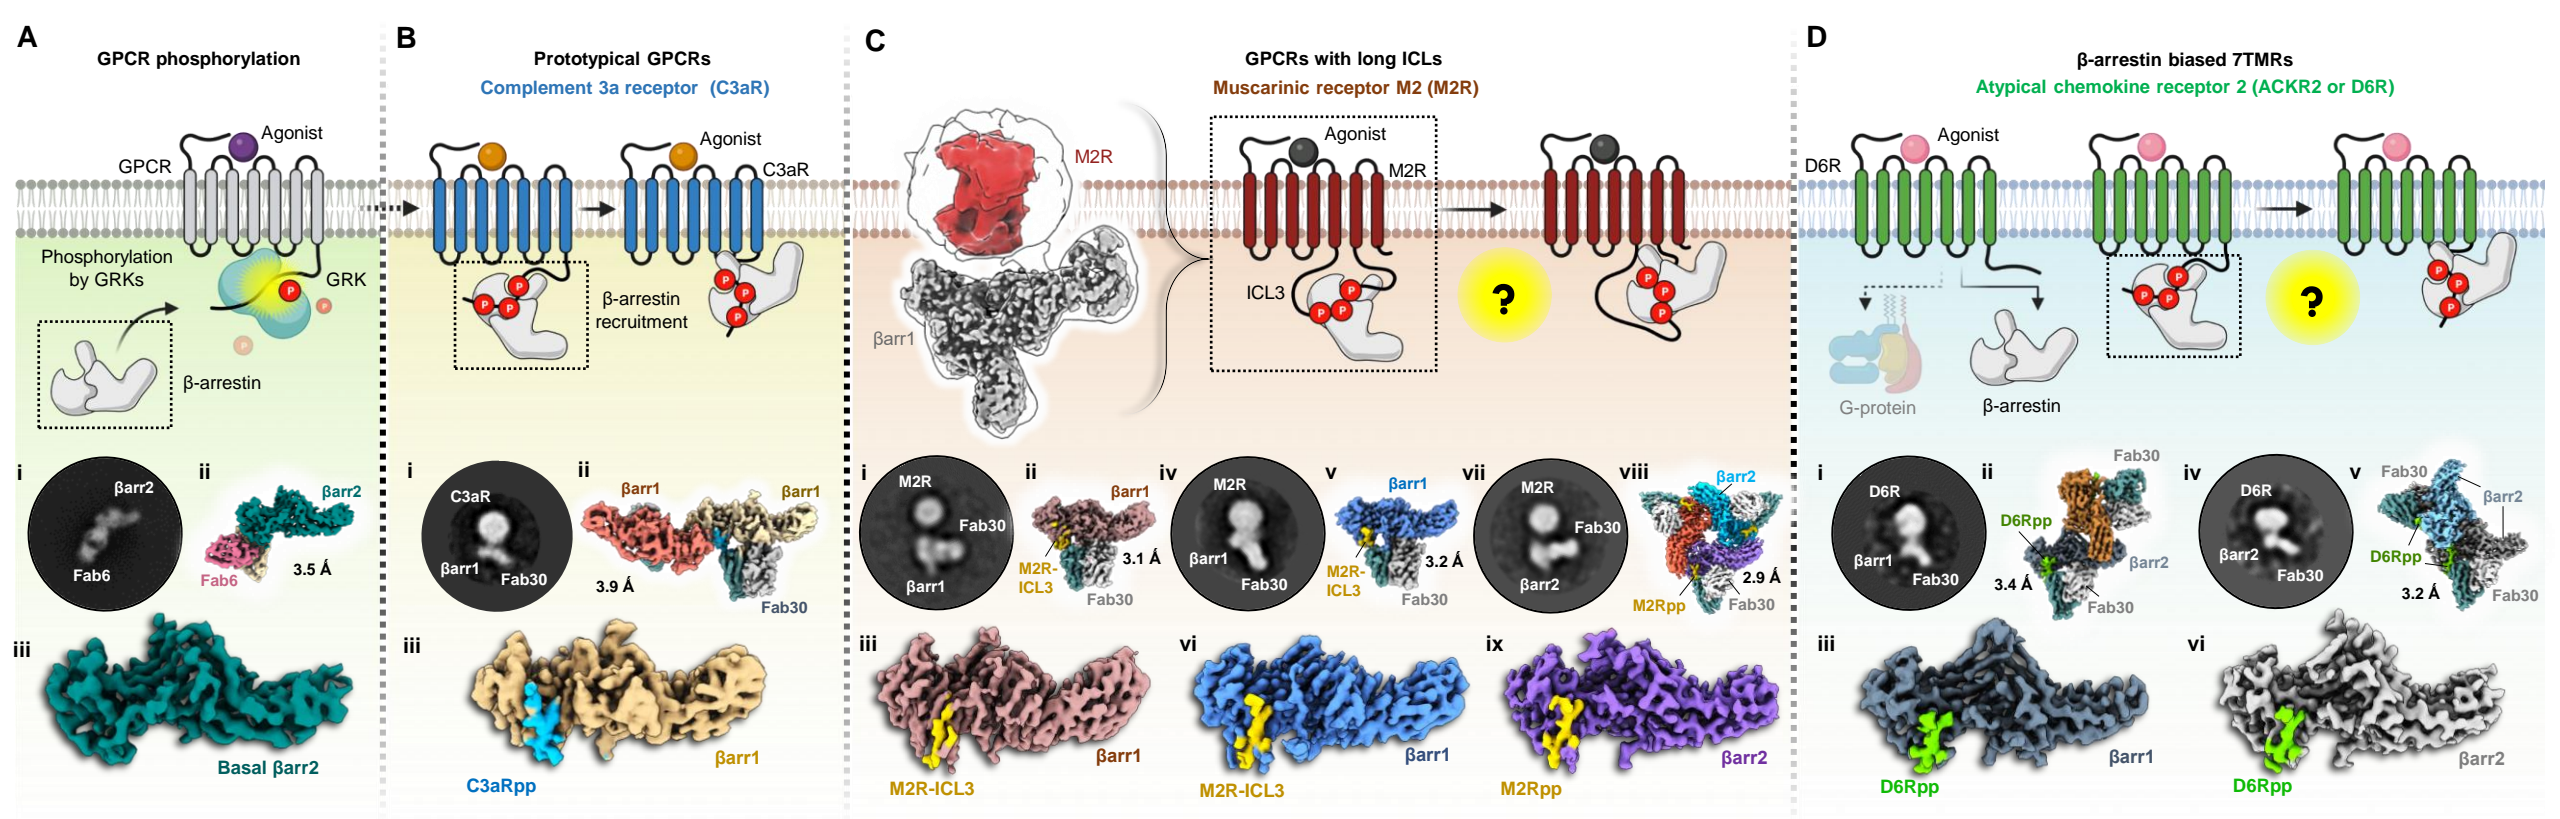 A
GPCR phosphorylation
Agonist
GPCR
Phosphorylation
by GRKs
GRK
P
P
P
β-arrestin
i
βarr2
Fab6
ii
βarr2
Fab6
3.5 Å
iii
Basal βarr2
B
Prototypical GPCRs
Complement 3a receptor (C3aR)
Agonist
C3aR
P
P
P
P
P
P
β-arrestin
recruitment
i
C3aR
βarr1
Fab30
ii
βarr1
βarr1
3.9 Å
Fab30
iii
βarr1
C3aRpp
C
GPCRs with long ICLs
Muscarinic receptor M2 (M2R)
M2R
βarr1
Agonist
M2R
ICL3
P
P
P
?
P
P
P
i
M2R
Fab30
βarr1
ii
βarr1
M2R-
ICL3
3.1 Å
Fab30
iv
M2R
βarr1
Fab30
v
βarr1
M2R-
ICL3
3.2 Å
Fab30
vii
M2R
Fab30
βarr2
viii
βarr2
2.9 Å
M2Rpp
Fab30
iii
βarr1
M2R-ICL3
vi
βarr1
M2R-ICL3
ix
βarr2
M2Rpp
D
β-arrestin biased 7TMRs
Atypical chemokine receptor 2 (ACKR2 or D6R)
D6R
Agonist
G-protein
β-arrestin
P
P
P
?
P
P
P
i
D6R
βarr1
Fab30
ii
Fab30
D6Rpp
βarr2
3.4 Å
Fab30
iv
D6R
βarr2
Fab30
v
Fab30
βarr2
D6Rpp
3.2 Å
Fab30
iii
βarr1
D6Rpp
vi
βarr2
D6Rpp